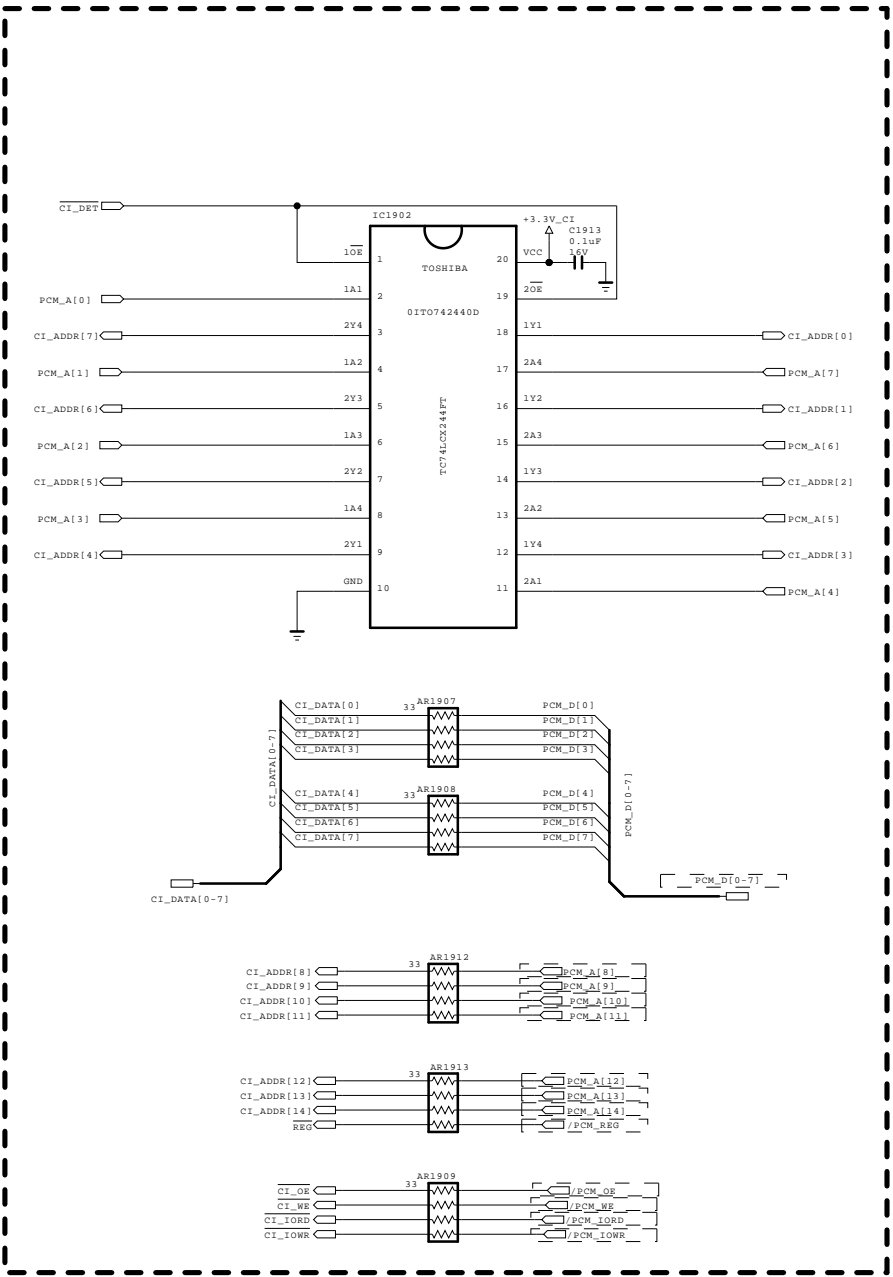 CI_DET
IC1902
+3.3V_CI
C1913
0.1uF
16V
1OE 1 TOSHIBA 20 VCC
PCM_A[0] 1A1 2 19 2OE
0ITO742440D
CI_ADDR[7] 2Y4 3 18 1Y1 CI_ADDR[0]
PCM_A[1] 1A2 4 17 2A4 PCM_A[7]
CI_ADDR[6] 2Y3 5 16 1Y2 CI_ADDR[1]
TC74LCX244FT
PCM_A[2] 1A3 6 15 2A3 PCM_A[6]
CI_ADDR[5] 2Y2 7 14 1Y3 CI_ADDR[2]
PCM_A[3] 1A4 8 13 2A2 PCM_A[5]
CI_ADDR[4] 2Y1 9 12 1Y4 CI_ADDR[3]
GND 10 11 2A1 PCM_A[4]
AR1907
33
CI_DATA[0] PCM_D[0]
CI_DATA[1] PCM_D[1]
CI_DATA[2] PCM_D[2]
CI_DATA[3] PCM_D[3]
CI_DATA[0-7]
PCM_D[0-7]
AR1908
33
CI_DATA[4] PCM_D[4]
CI_DATA[5] PCM_D[5]
CI_DATA[6] PCM_D[6]
CI_DATA[7] PCM_D[7]
PCM_D[0-7]
CI_DATA[0-7]
AR1912
33
CI_ADDR[8] PCM_A[8]
CI_ADDR[9] PCM_A[9]
CI_ADDR[10] PCM_A[10]
CI_ADDR[11] PCM_A[11]
AR1913
33
CI_ADDR[12] PCM_A[12]
CI_ADDR[13] PCM_A[13]
CI_ADDR[14] PCM_A[14]
REG /PCM_REG
AR1909
33
CI_OE /PCM_OE
CI_WE /PCM_WE
CI_IORD /PCM_IORD
CI_IOWR /PCM_IOWR